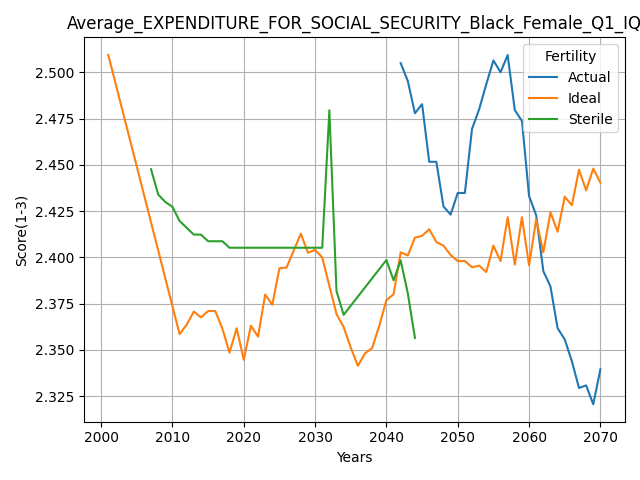 Average_EXPENDITURE_FOR_SOCIAL_SECURITY_Black_Female_Q1_IQ
Fertility
Actual
Ideal
Sterile
Score(1-3)
2.500
2.475
2.450
2.425
2.400
2.375
2.350
2.325
2000 2010 2020 2030 2040 2050 2060 2070
Years